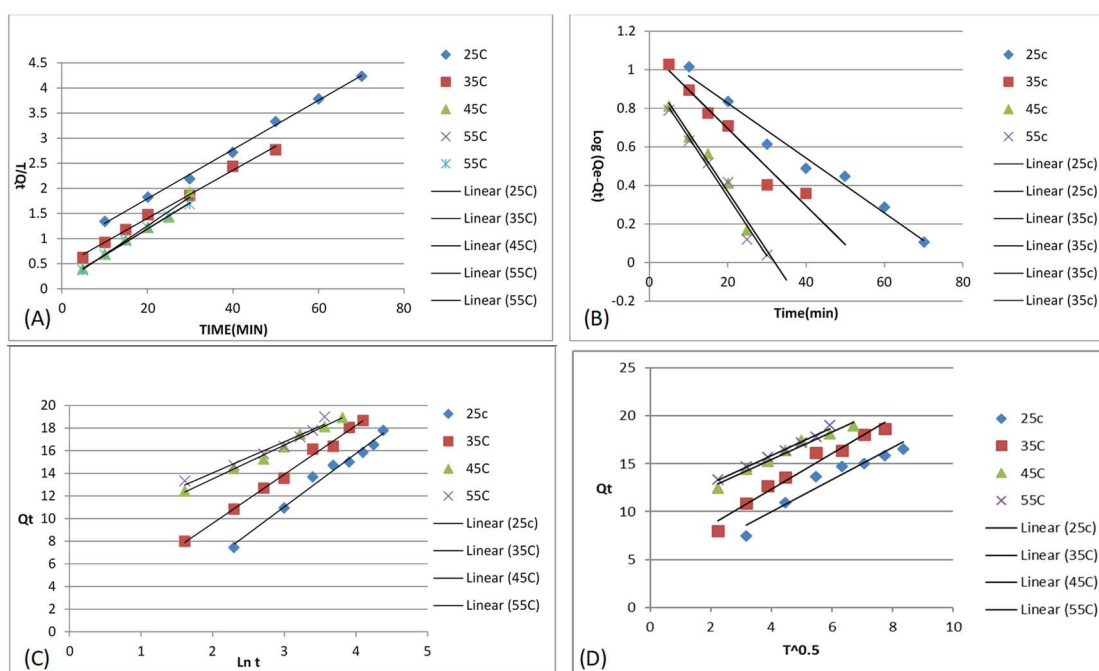 4.5
4
3.5
3
2.5
2
1.5
1
0.5
0
T/Qt
0 20 40 60 80
TIME(MIN)
(A)
25C
35C
45C
55C
55C
Linear (25C)
Linear (35C)
Linear (45C)
Linear (55C)
Linear (55C)
1.2
1
0.8
0.6
0.4
0.2
0
-0.2
Log (Qe-Qt)
0 20 40 60 80
Time(min)
(B)
25c
35c
45c
55c
Linear (25c)
Linear (25c)
Linear (35c)
Linear (35c)
Linear (35c)
Linear (35c)
20
18
16
14
12
10
8
6
4
2
0
Qt
0 1 2 3 4 5
Ln t
(C)
25c
35C
45C
55C
Linear (25c)
Linear (35C)
Linear (45C)
Linear (55C)
25
20
15
10
5
0
Qt
0 2 4 6 8 10
T^0.5
(D)
25c
35C
45C
55C
Linear (25c)
Linear (35C)
Linear (45C)
Linear (55C)